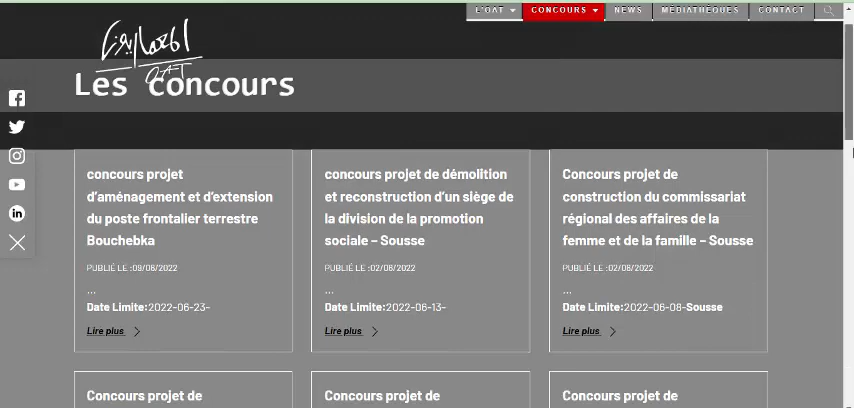 L'OAT
CONCOURS
NEWS
MÉDIATHÈQUES
CONTACT
OAT
Les concours
concours projet
d'aménagement et d'extension
du poste frontalier terrestre
Bouchebka
PUBLIÉ LE :09/06/2022
...
Date Limite:2022-06-23-
Lire plus
concours projet de démolition
et reconstruction d'un siège de
la division de la promotion
sociale – Sousse
PUBLIÉ LE :02/06/2022
...
Date Limite:2022-06-13-
Lire plus
Concours projet de
construction du commissariat
régional des affaires de la
femme et de la famille – Sousse
PUBLIÉ LE :02/06/2022
...
Date Limite:2022-06-08-Sousse
Lire plus
Concours projet de
Concours projet de
Concours projet de